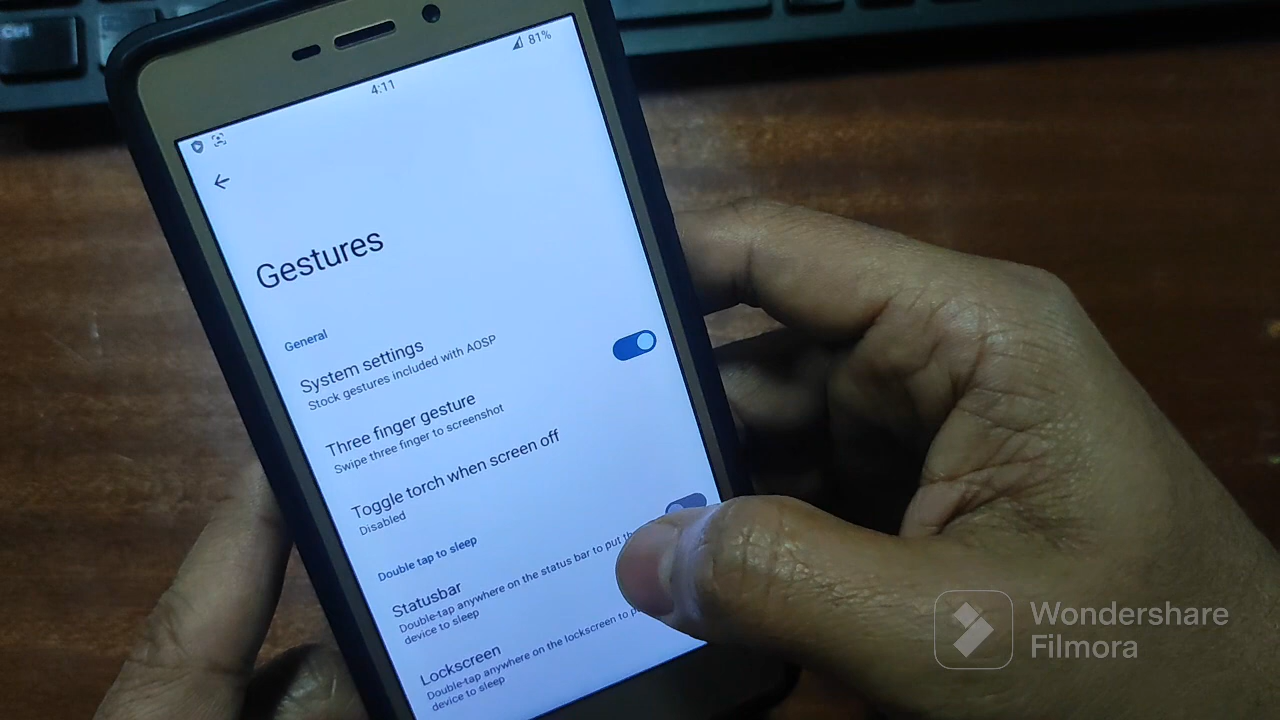 Ctrl
4:11
81%
Gestures
General
System settings
Stock gestures included with AOSP
Three finger gesture
Swipe three finger to screenshot
Toggle torch when screen off
Disabled
Double tap to sleep
Statusbar
Double-tap anywhere on the status bar to put
device to sleep
Lockscreen
Double-tap anywhere on the lockscreen to
device to sleep
Wondershare
Filmora